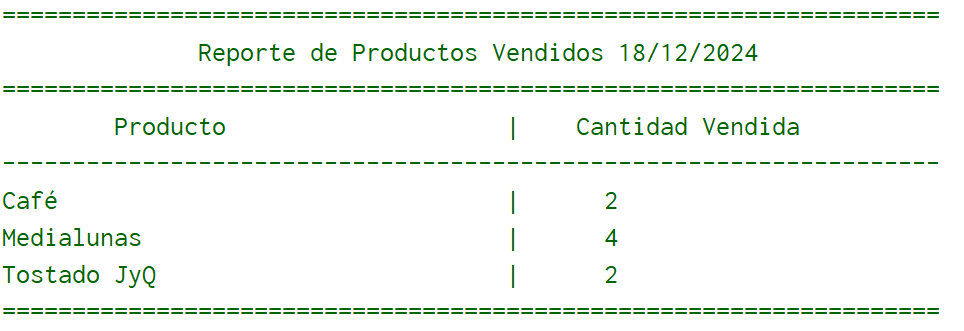 ===================================================================
Reporte de Productos Vendidos 18/12/2024
===================================================================
Producto | Cantidad Vendida
-------------------------------------------------------------------
Café | 2
Medialunas | 4
Tostado JyQ | 2
===================================================================